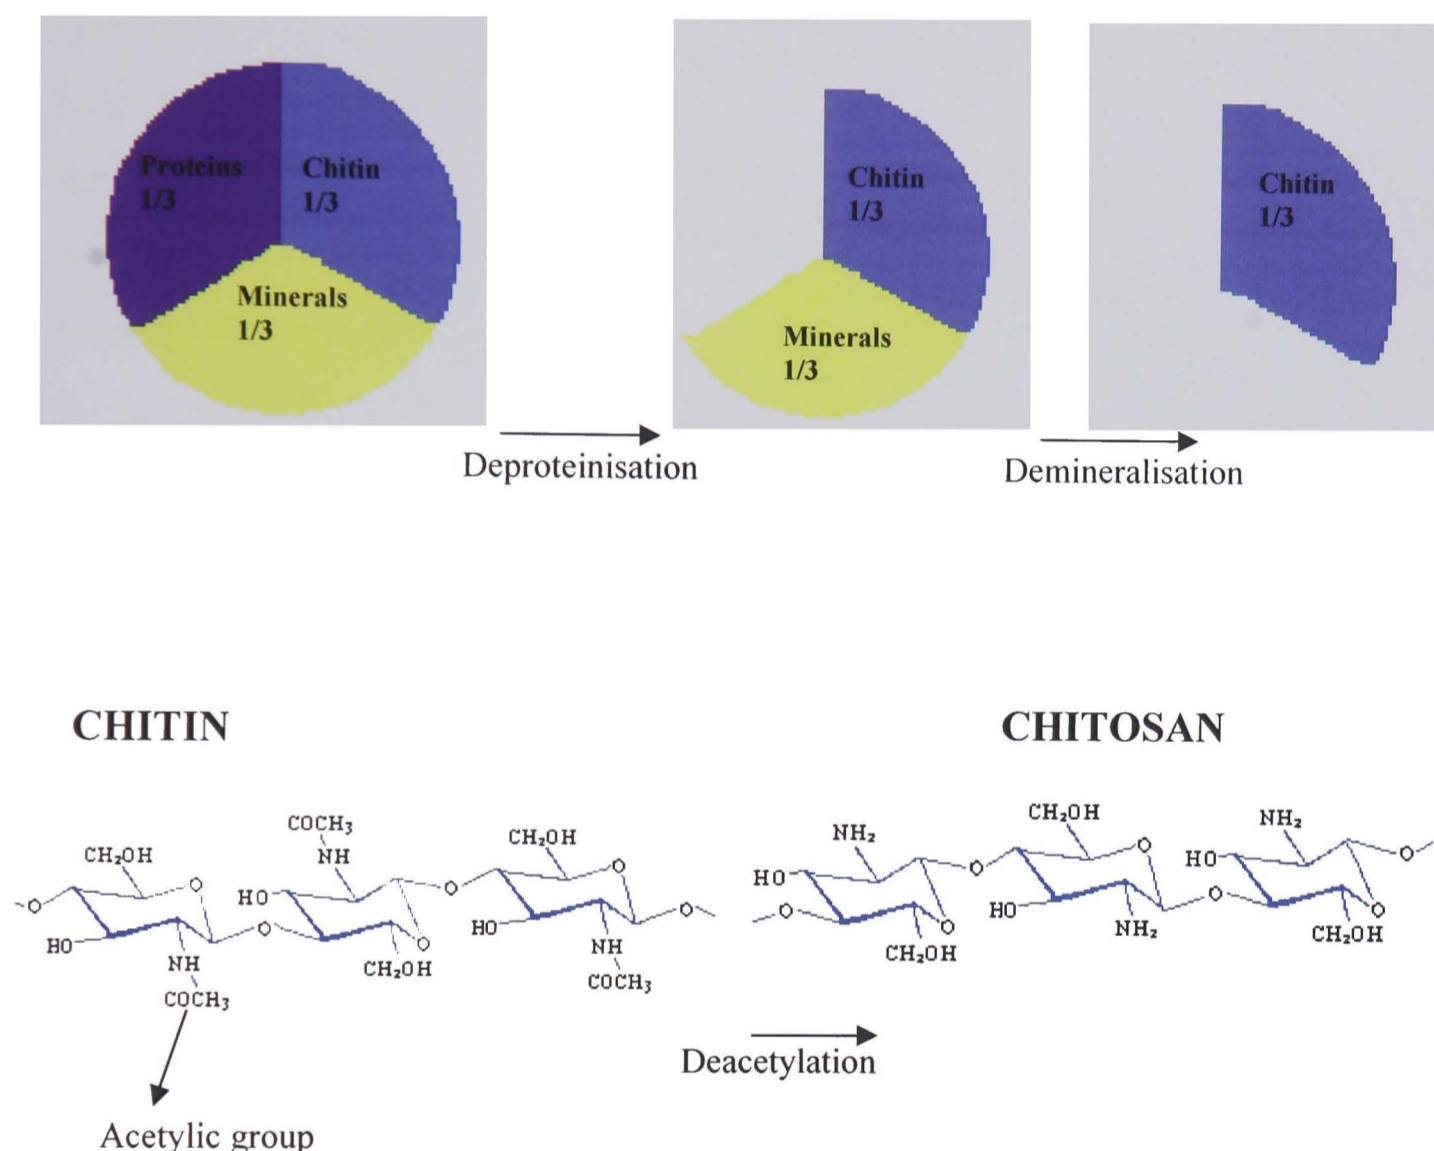 Proteins
1/3
Chitin
1/3
Minerals
1/3
Chitin
1/3
Minerals
1/3
Chitin
1/3
Deproteinisation
Demineralisation
CHITIN
CHITOSAN
COCH₃
NH
CH₂OH
O
O
HO
NH
COCH₃
HO
O
O
CH₂OH
O
CH₂OH
O
HO
NH
COCH₃
O
NH₂
HO
O
O
CH₂OH
O
CH₂OH
O
HO
NH₂
O
NH₂
HO
O
CH₂OH
O
Deacetylation
Acetylic group